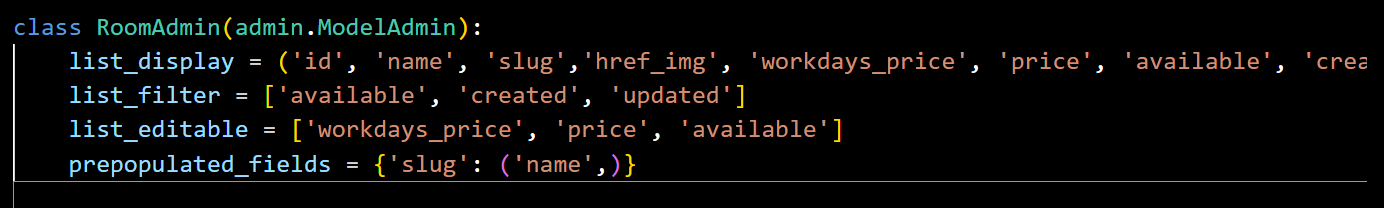 class RoomAdmin(admin.ModelAdmin):
    list_display = ('id', 'name', 'slug','href_img', 'workdays_price', 'price', 'available', 'crea
    list_filter = ['available', 'created', 'updated']
    list_editable = ['workdays_price', 'price', 'available']
    prepopulated_fields = {'slug': ('name',)}